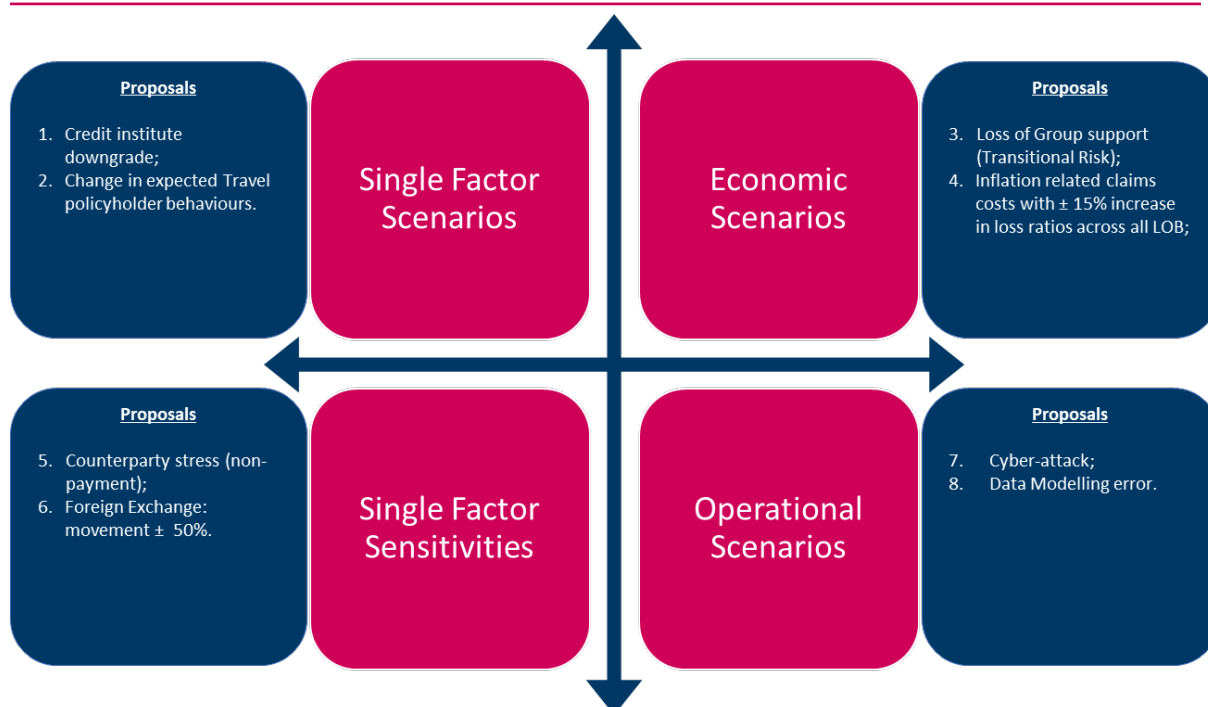 Proposals
1. Credit institute
downgrade;
2. Change in expected Travel
policyholder behaviours.
Single Factor
Scenarios
Economic
Scenarios
Proposals
3. Loss of Group support
(Transitional Risk);
4. Inflation related claims
costs with ± 15% increase
in loss ratios across all LOB;
Proposals
5. Counterparty stress (non-
payment);
6. Foreign Exchange:
movement ± 50%.
Single Factor
Sensitivities
Operational
Scenarios
Proposals
7. Cyber-attack;
8. Data Modelling error.